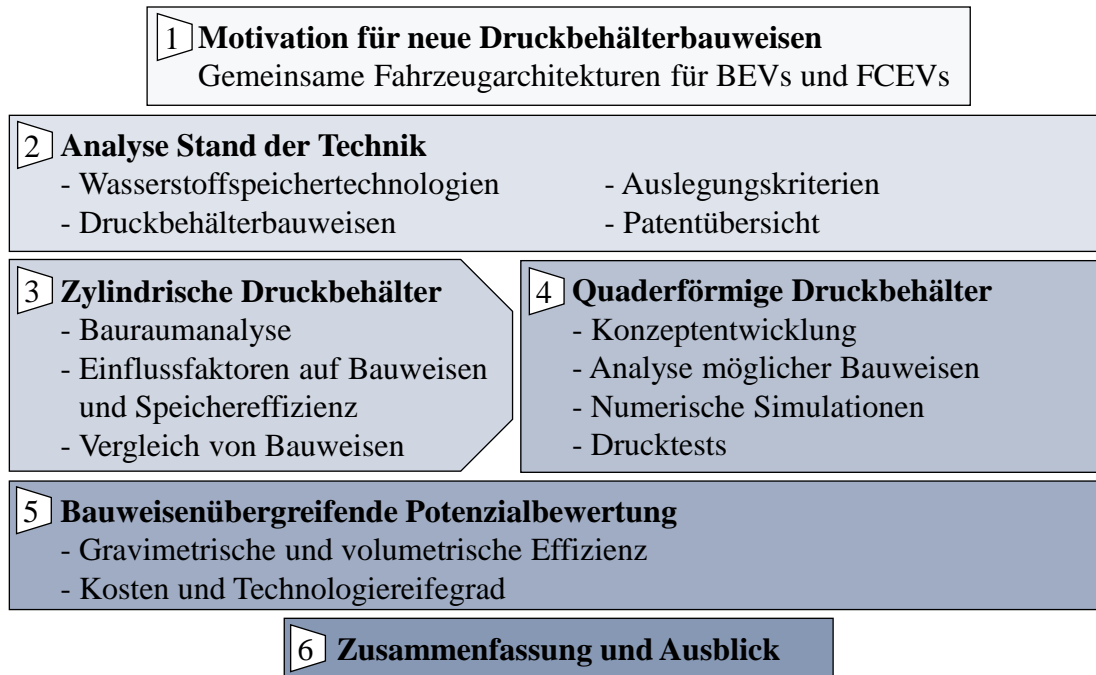 1 Motivation für neue Druckbehälterbauweisen
Gemeinsame Fahrzeugarchitekturen für BEVs und FCEVs
2 Analyse Stand der Technik
- Wasserstoffspeichertechnologien
- Druckbehälterbauweisen
- Auslegungskriterien
- Patentübersicht
3 Zylindrische Druckbehälter
- Bauraumanalyse
- Einflussfaktoren auf Bauweisen
und Speichereffizienz
- Vergleich von Bauweisen
4 Quaderförmige Druckbehälter
- Konzeptentwicklung
- Analyse möglicher Bauweisen
- Numerische Simulationen
- Drucktests
5 Bauweisenübergreifende Potenzialbewertung
- Gravimetrische und volumetrische Effizienz
- Kosten und Technologiereifegrad
6 Zusammenfassung und Ausblick